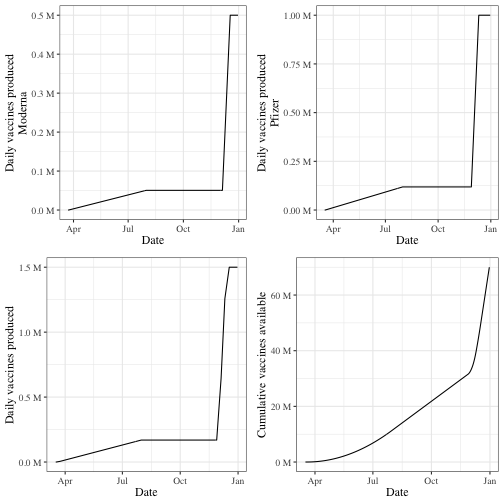 Daily vaccines produced
Moderna
0.5 M
0.4 M
0.3 M
0.2 M
0.1 M
0.0 M
Apr Jul Oct Jan
Date
Daily vaccines produced
Pfizer
1.00 M
0.75 M
0.50 M
0.25 M
0.00 M
Apr Jul Oct Jan
Date
Daily vaccines produced
1.5 M
1.0 M
0.5 M
0.0 M
Apr Jul Oct Jan
Date
Cumulative vaccines available
60 M
40 M
20 M
0 M
Apr Jul Oct Jan
Date